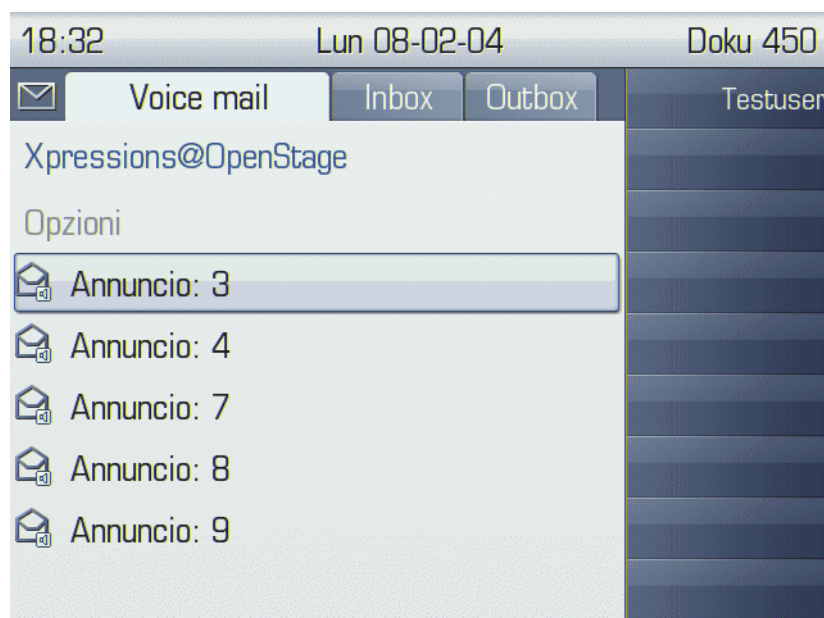 18:32 Lun 08-02-04 Doku 450
Voice mail Inbox Outbox Testuser
Xpressions@OpenStage
Opzioni
Annuncio: 3
Annuncio: 4
Annuncio: 7
Annuncio: 8
Annuncio: 9